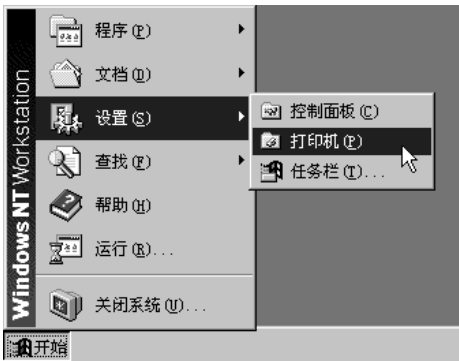 Windows NT Workstation
程序(P)
文档(D)
设置(S)
查找(F)
帮助(H)
运行(R)...
关闭系统(U)...
控制面板(C)
打印机(P)
任务栏(T)...
开始